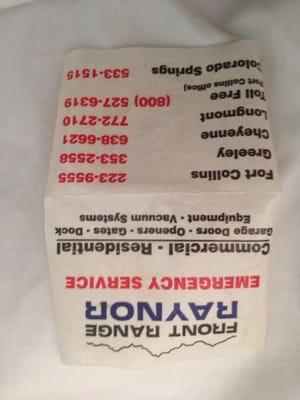 FRONT RANGE
RAYNOR
EMERGENCY SERVICE
Commercial - Residential
Garage Doors - Openers - Gates - Dock
Equipment - Vacuum Systems
Fort Collins 223-9555
Greeley 353-2558
Cheyenne 638-6621
Longmont 772-2710
Toll Free (800) 527-6319
(Fort Collins office)
Colorado Springs 533-1515